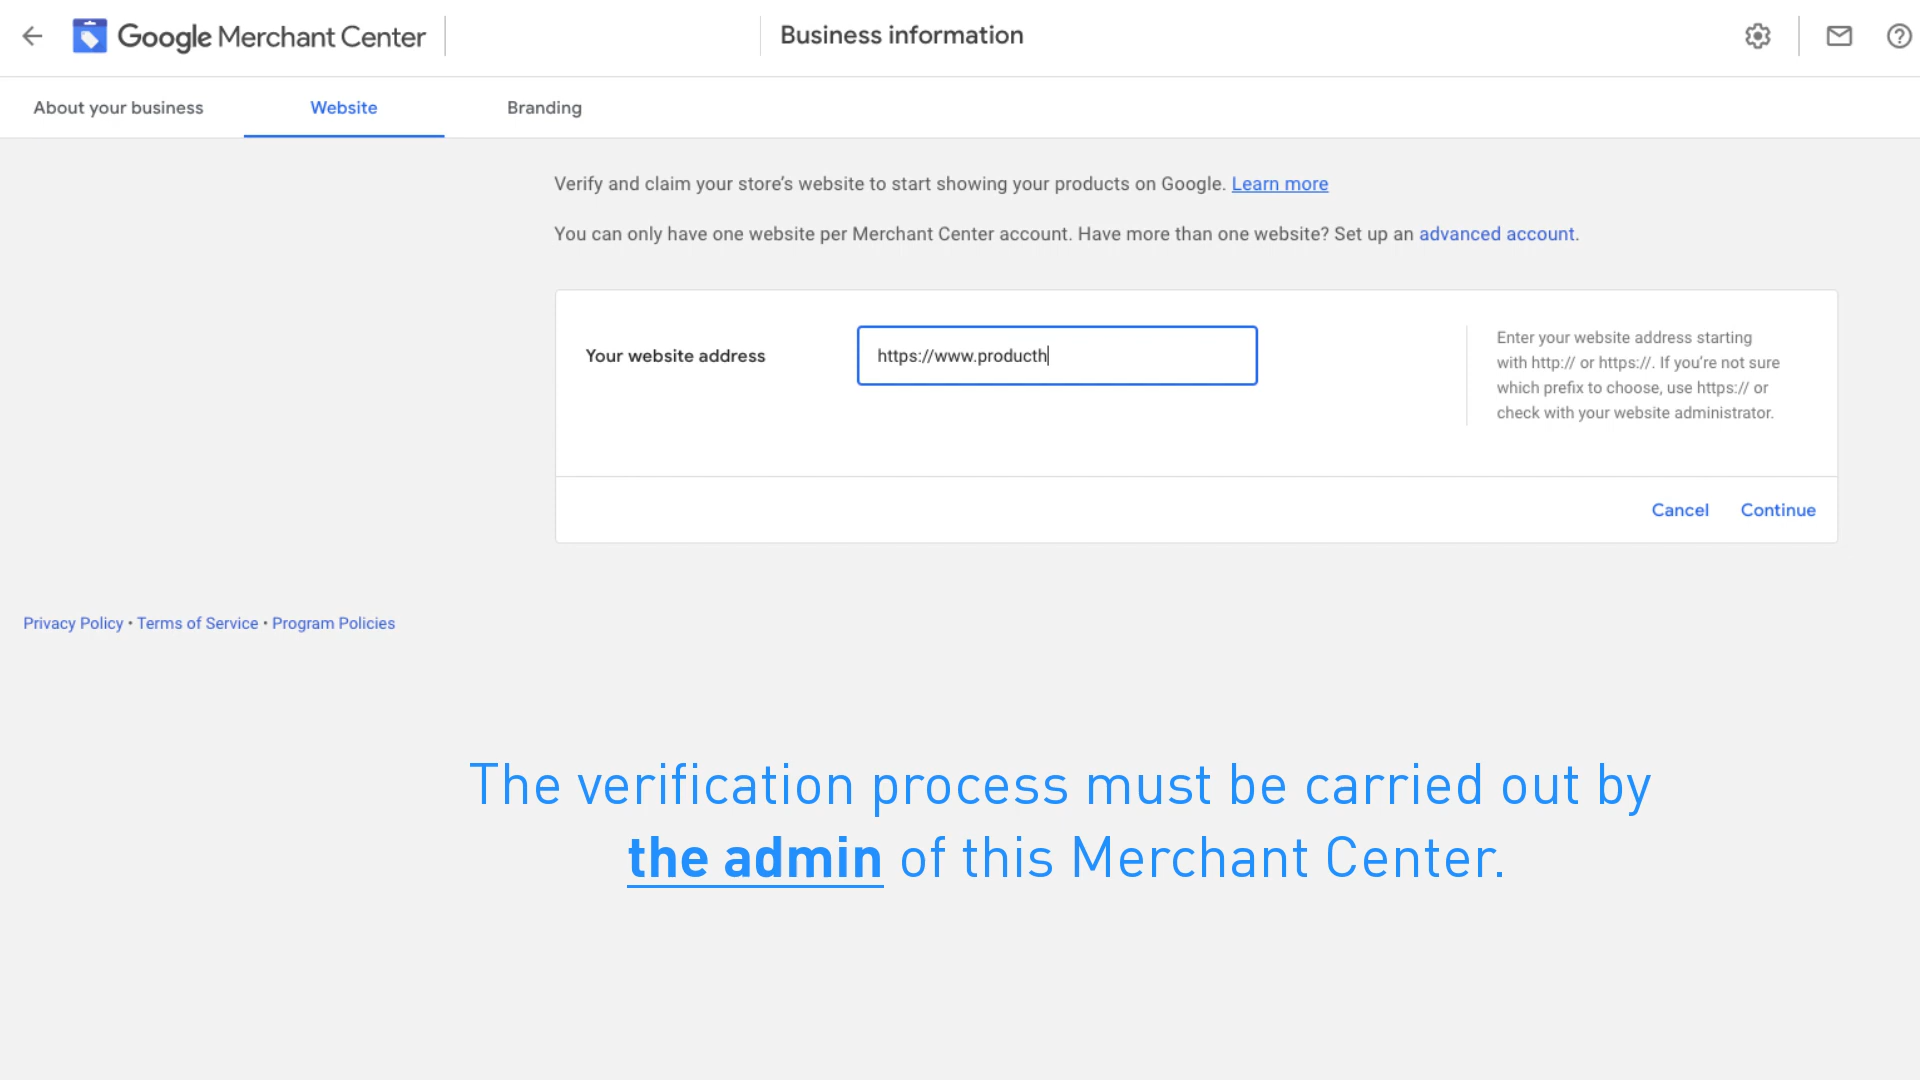 Google Merchant Center
Business information
About your business
Website
Branding
Verify and claim your store's website to start showing your products on Google. Learn more
You can only have one website per Merchant Center account. Have more than one website? Set up an advanced account.
Your website address
https://www.producth
Enter your website address starting
with http:// or https://. If you're not sure
which prefix to choose, use https:// or
check with your website administrator.
Cancel
Continue
Privacy Policy • Terms of Service • Program Policies
The verification process must be carried out by
the admin of this Merchant Center.